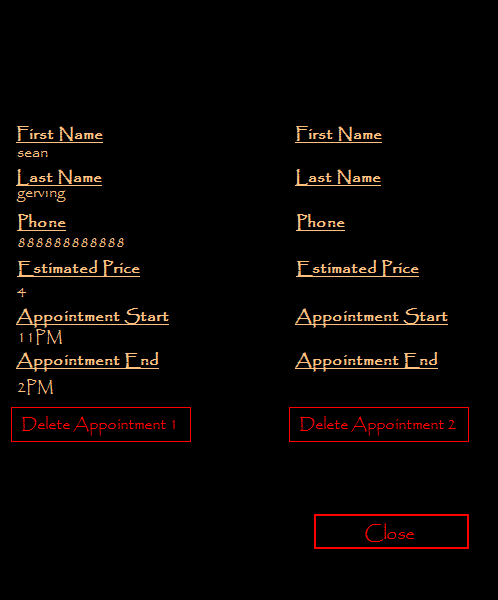 First Name
sean
Last Name
gerving
Phone
888888888888
Estimated Price
4
Appointment Start
11PM
Appointment End
2PM
Delete Appointment 1
First Name
Last Name
Phone
Estimated Price
Appointment Start
Appointment End
Delete Appointment 2
Close